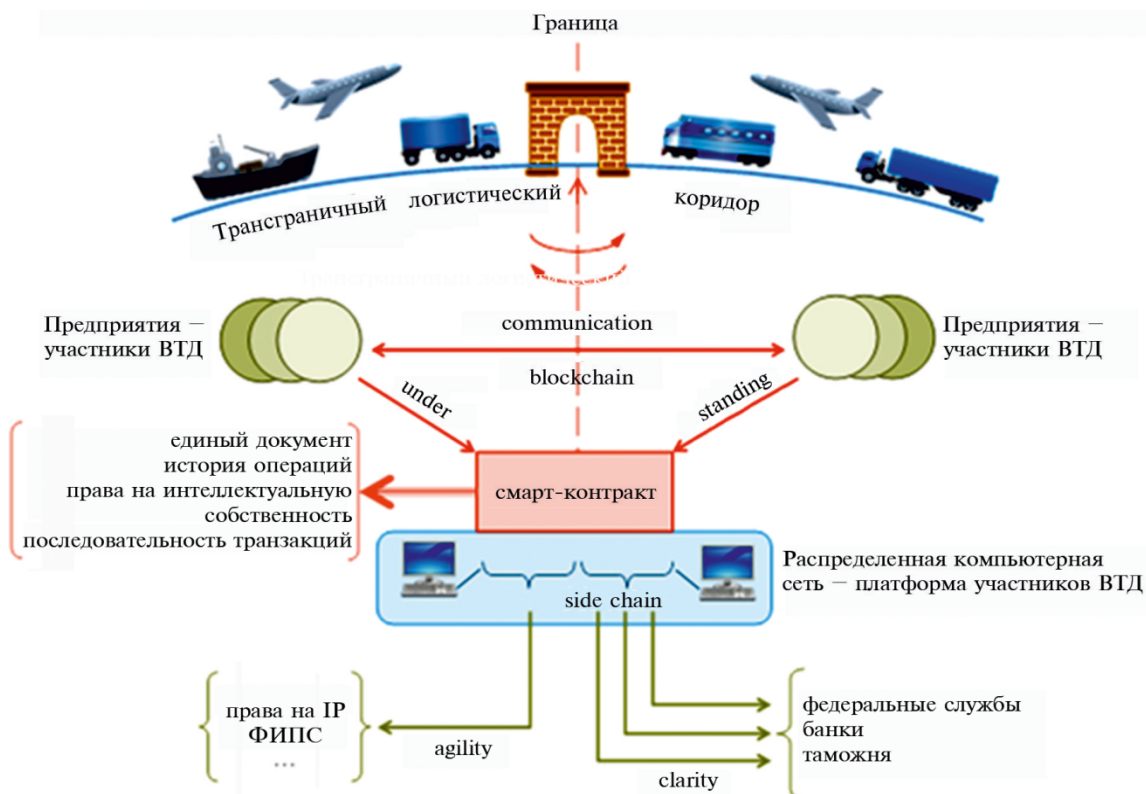 Граница
Трансграничный логистический коридор
Предприятия –
участники ВТД
communication
blockchain
Предприятия –
участники ВТД
under
standing
единый документ
история операций
права на интеллектуальную
собственность
последовательность транзакций
смарт-контракт
Распределенная компьютерная
сеть – платформа участников ВТД
side chain
права на IP
ФИПС
...
agility
clarity
федеральные службы
банки
таможня